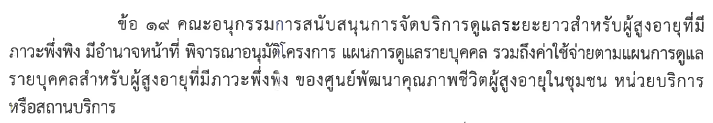 ข้อ ๑๙ คณะอนุกรรมการสนับสนุนการจัดบริการดูแลระยะยาวสำหรับผู้สูงอายุที่มี
ภาวะพึ่งพิง มีอำนาจหน้าที่ พิจารณาอนุมัติโครงการ แผนการดูแลรายบุคคล รวมถึงค่าใช้จ่ายตามแผนการดูแล
รายบุคคลสำหรับผู้สูงอายุที่มีภาวะพึ่งพิง ของศูนย์พัฒนาคุณภาพชีวิตผู้สูงอายุในชุมชน หน่วยบริการ
หรือสถานบริการ